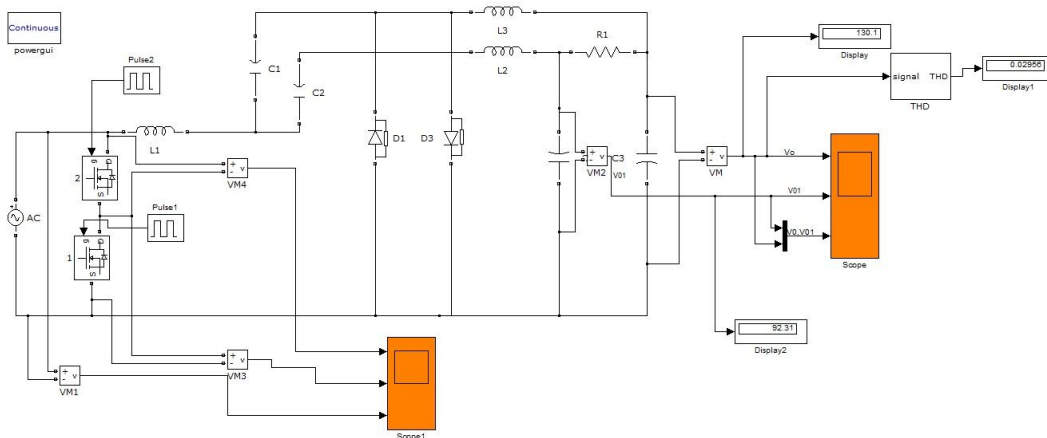 Continuous
powergui
Pulse2
C1
C2
L3
L2
R1
130.1
Display
signal THD
THD
0.02966
Display1
L1
D1
D3
+
-
v
VM4
2
g
S
Pulse1
AC
1
g
S
+
-
v
VM2
C3
V01
+
-
v
VM
Vo
V01
V0,V01
Scope
92.31
Display2
+
-
v
VM1
+
-
v
VM3
Scope1